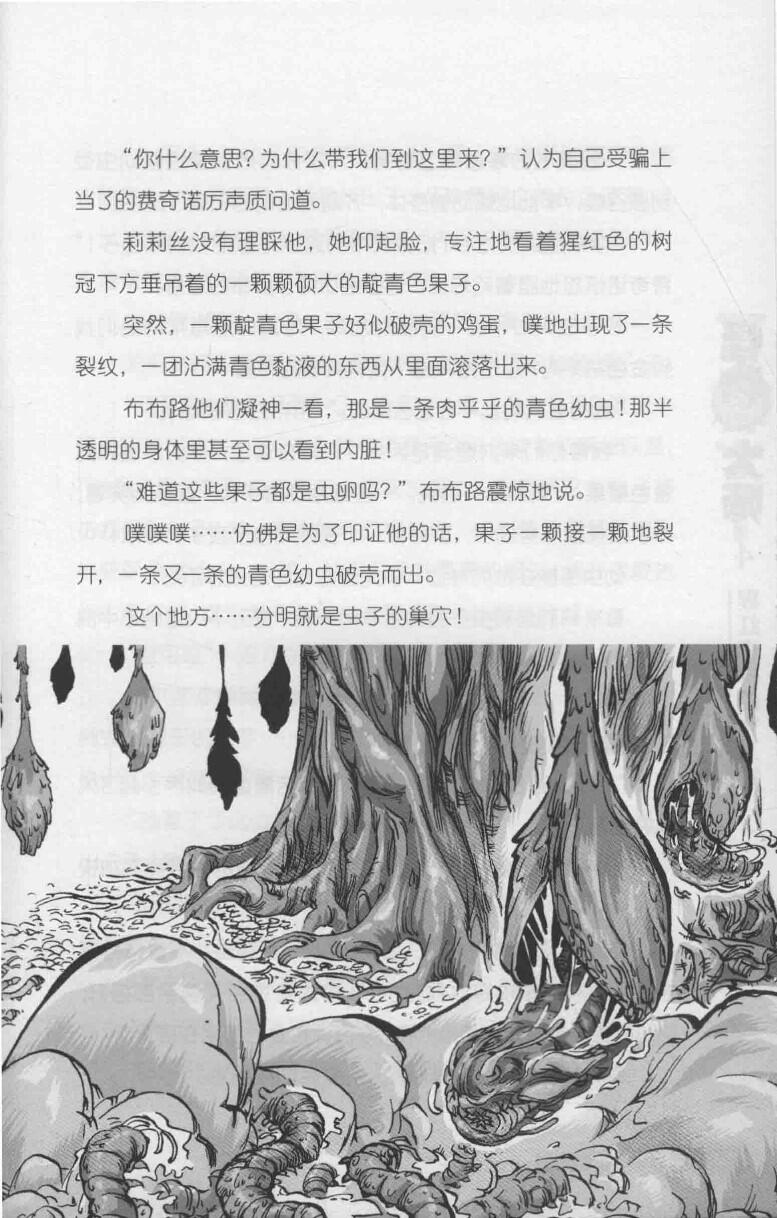 “你什么意思？为什么带我们到这里来？”认为自己受骗上
当了的费奇诺厉声质问道。
莉莉丝没有理睬他，她仰起脸，专注地看着猩红色的树
冠下方垂吊着的一颗颗硕大的靛青色果子。
突然，一颗靛青色果子好似破壳的鸡蛋，噗地出现了一条
裂纹，一团沾满青色黏液的东西从里面滚落出来。
布布路他们凝神一看，那是一条肉乎乎的青色幼虫！那半
透明的身体里甚至可以看到内脏！
“难道这些果子都是虫卵吗？”布布路震惊地说。
噗噗噗……仿佛是为了印证他的话，果子一颗接一颗地裂
开，一条又一条的青色幼虫破壳而出。
这个地方……分明就是虫子的巢穴！